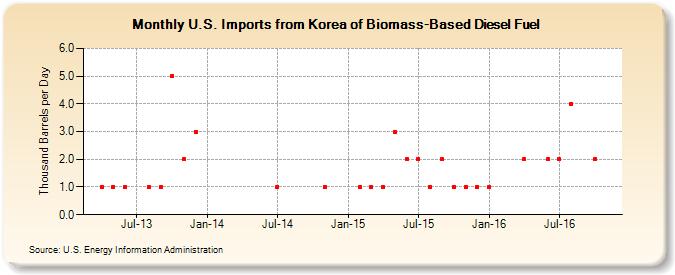 Monthly U.S. Imports from Korea of Biomass-Based Diesel Fuel
Thousand Barrels per Day
6.0
5.0
4.0
3.0
2.0
1.0
0.0
Jul-13 Jan-14 Jul-14 Jan-15 Jul-15 Jan-16 Jul-16
Source: U.S. Energy Information Administration